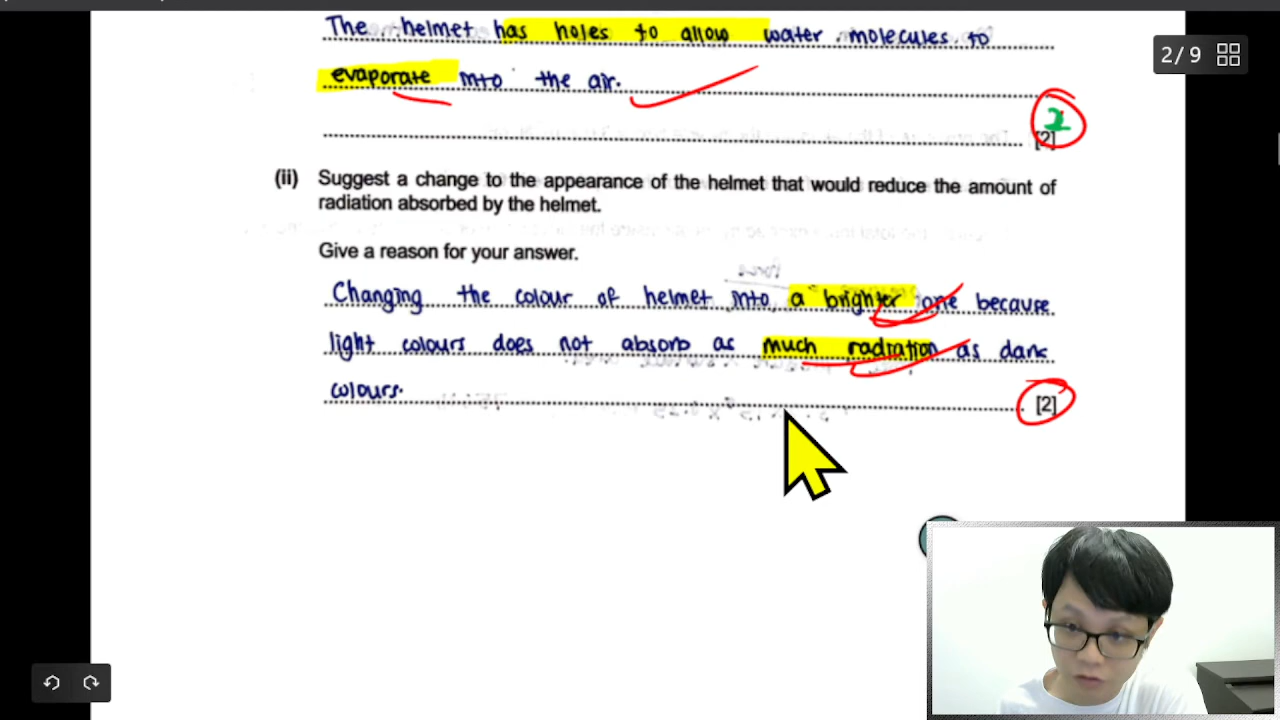 The helmet has holes to allow water molecules to
2/9
evaporate into the air.
2
[2]
(ii) Suggest a change to the appearance of the helmet that would reduce the amount of
radiation absorbed by the helmet.
Give a reason for your answer.
Changing the colour of helmet into a brighter one because
light colours does not absorb as much radiation as dark
colours.
[2]